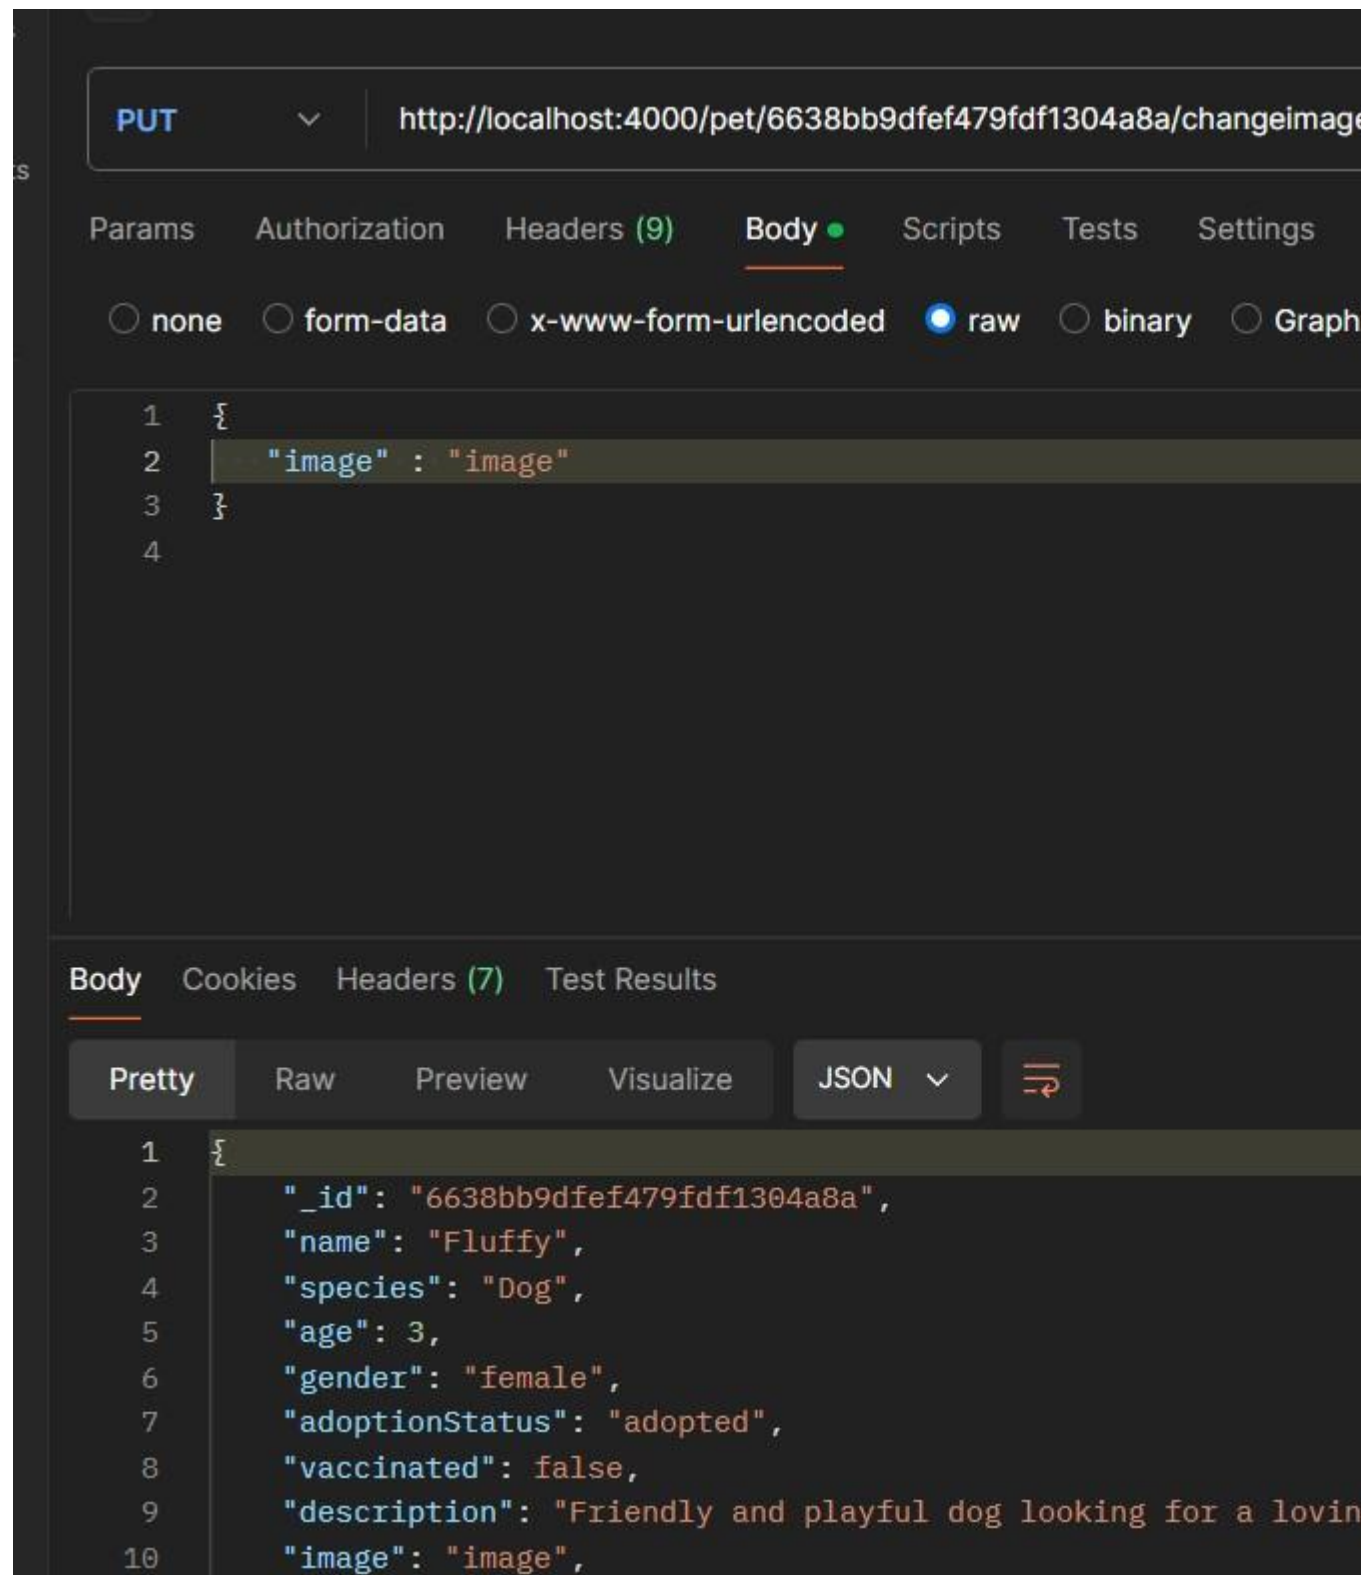 PUT http://localhost:4000/pet/6638bb9dfef479fdf1304a8a/changeimage
Params Authorization Headers (9) Body Scripts Tests Settings
none form-data x-www-form-urlencoded raw binary Graph
1 {
2 "image" : "image"
3 }
4
Body Cookies Headers (7) Test Results
Pretty Raw Preview Visualize JSON
1 {
2 "_id": "6638bb9dfef479fdf1304a8a",
3 "name": "Fluffy",
4 "species": "Dog",
5 "age": 3,
6 "gender": "female",
7 "adoptionStatus": "adopted",
8 "vaccinated": false,
9 "description": "Friendly and playful dog looking for a lovin
10 "image": "image",